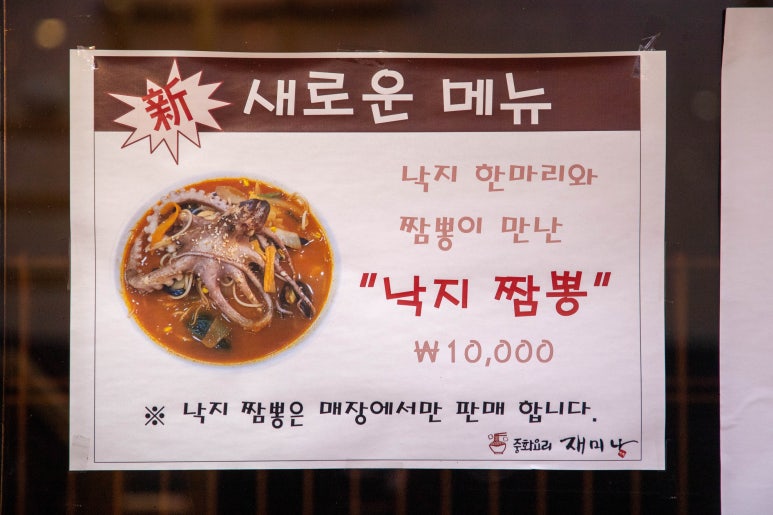 新 새로운 메뉴
낙지 한마리와
짬뽕이 만난
"낙지 짬뽕"
₩10,000
※ 낙지 짬뽕은 매장에서만 판매 합니다.
중화요리 재미난